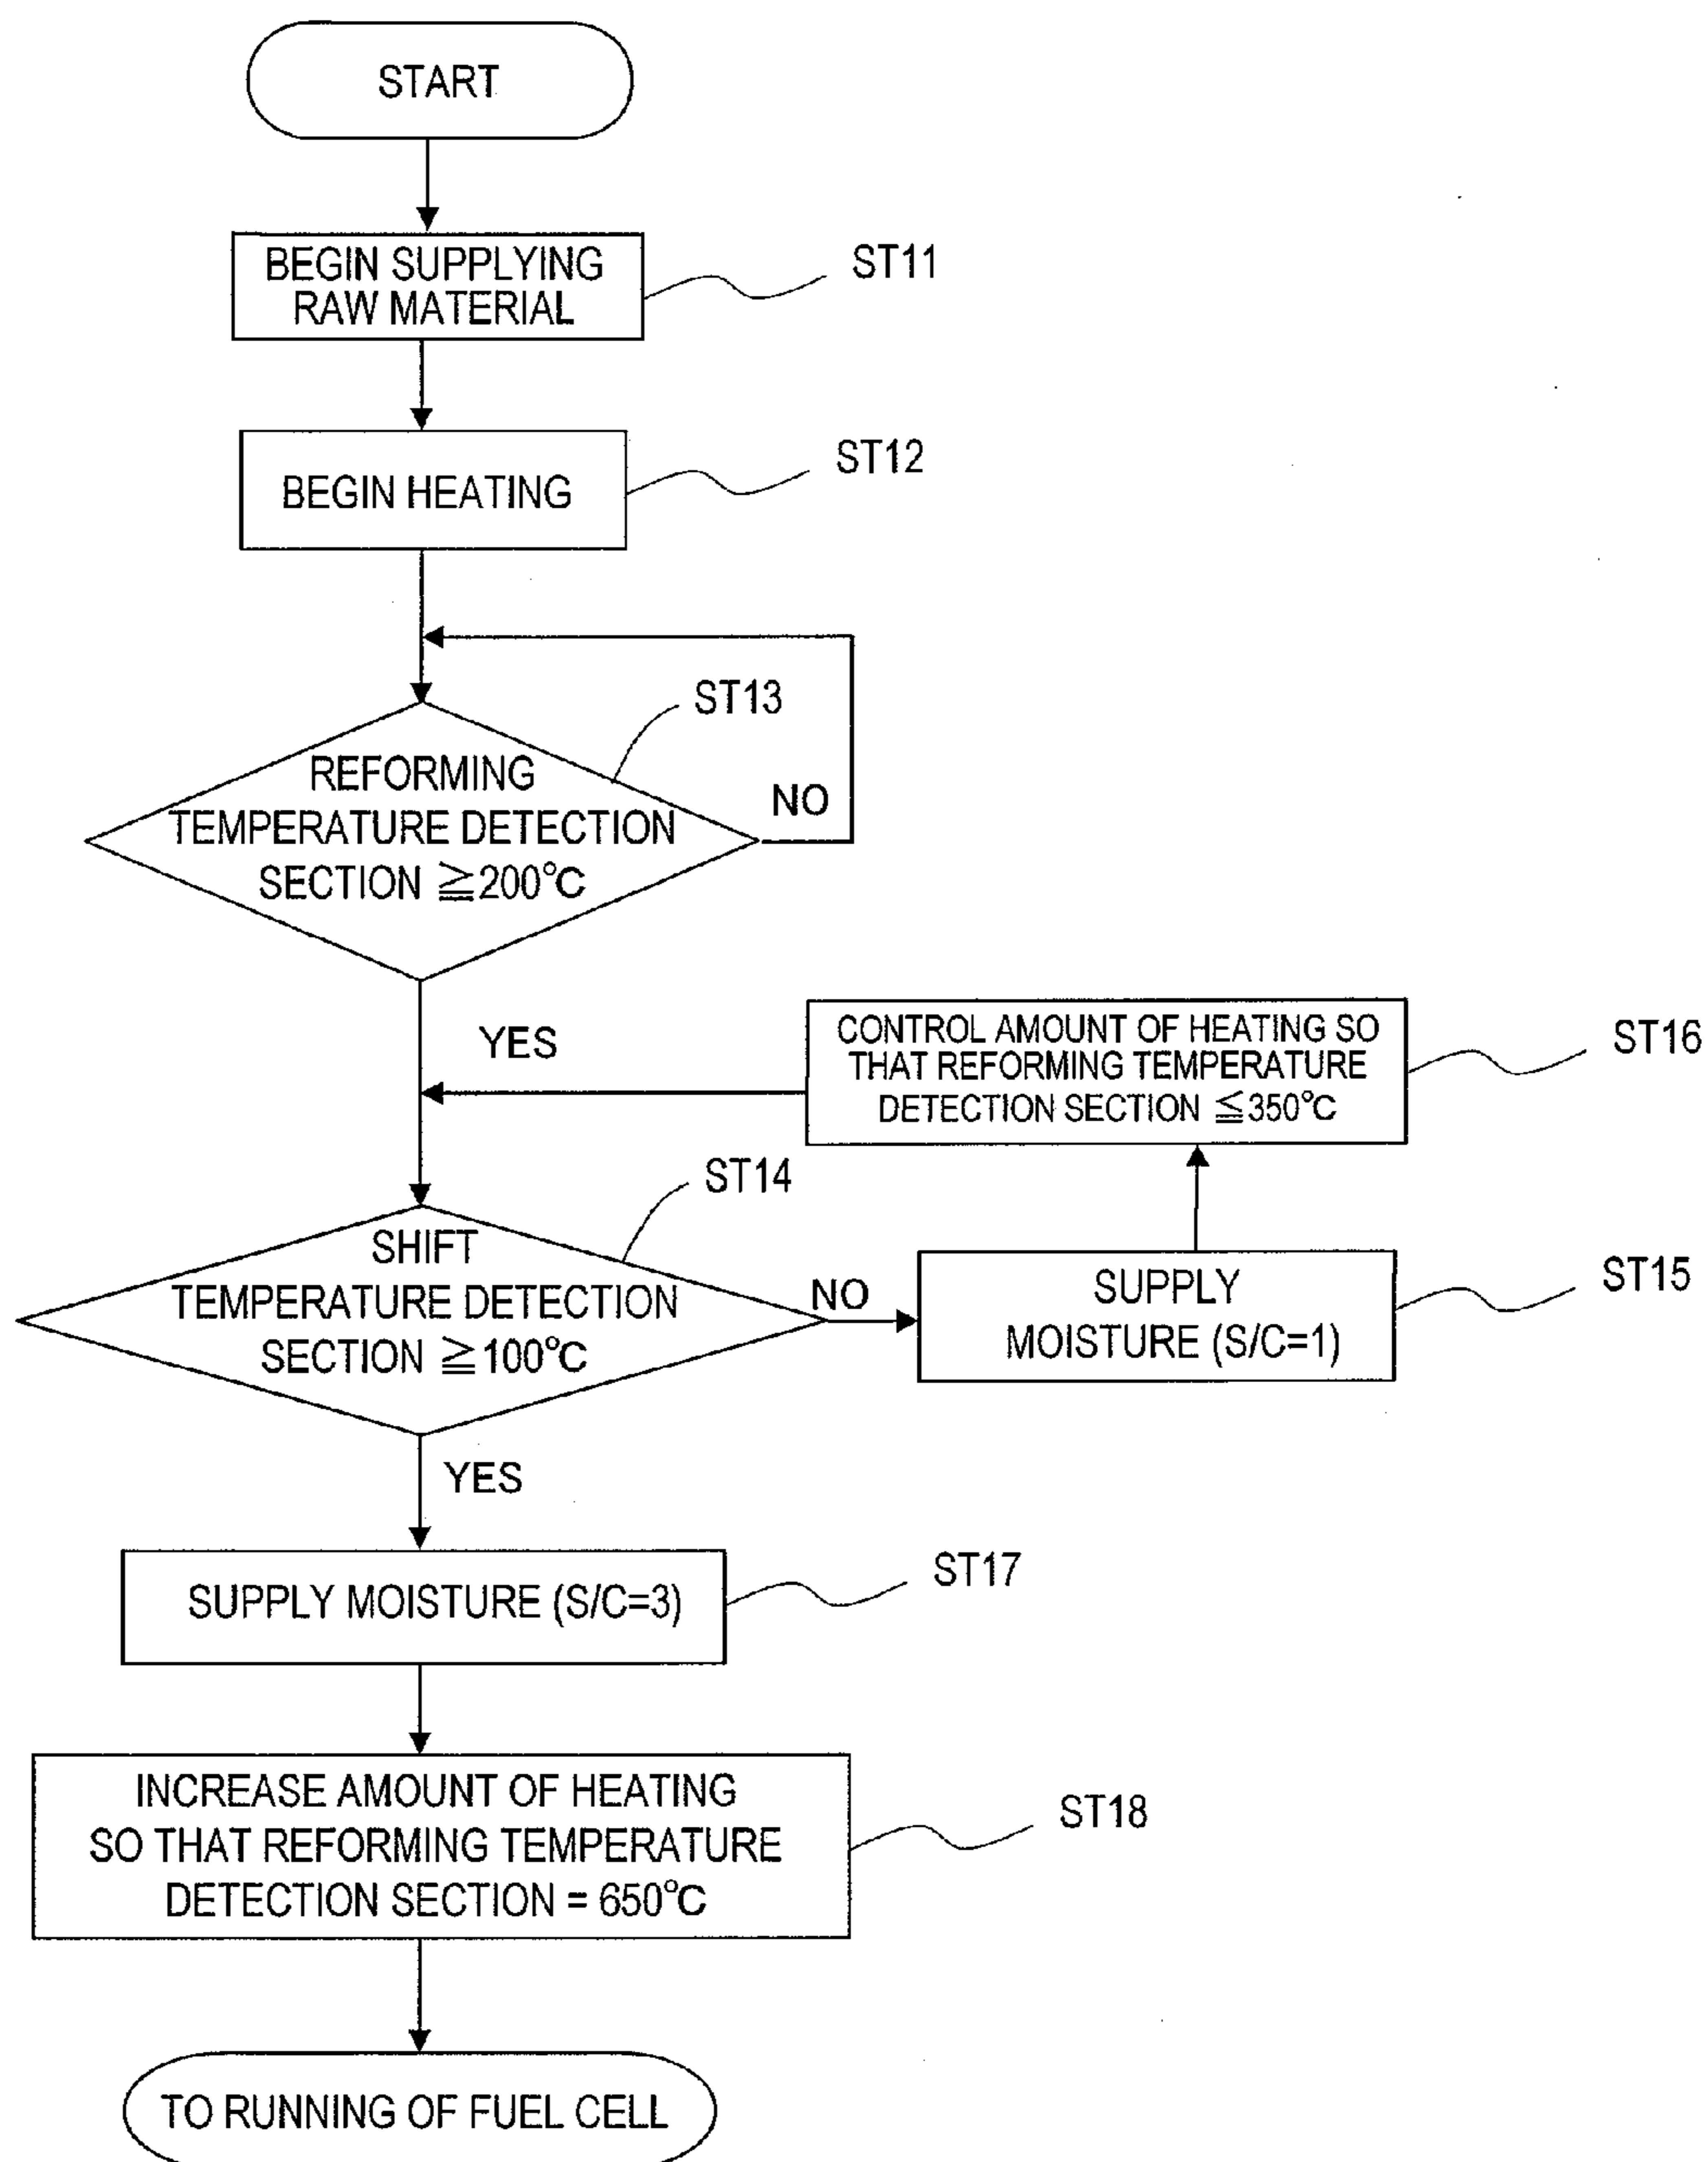 START
BEGIN SUPPLYING
RAW MATERIAL
ST11
BEGIN HEATING
ST12
ST13
REFORMING
TEMPERATURE DETECTION
SECTION ≧200°C
NO
YES
CONTROL AMOUNT OF HEATING SO
THAT REFORMING TEMPERATURE
DETECTION SECTION ≦350°C
ST16
ST14
SHIFT
TEMPERATURE DETECTION
SECTION ≧100°C
NO
SUPPLY
MOISTURE (S/C=1)
ST15
YES
SUPPLY MOISTURE (S/C=3)
ST17
INCREASE AMOUNT OF HEATING
SO THAT REFORMING TEMPERATURE
DETECTION SECTION = 650°C
ST18
TO RUNNING OF FUEL CELL